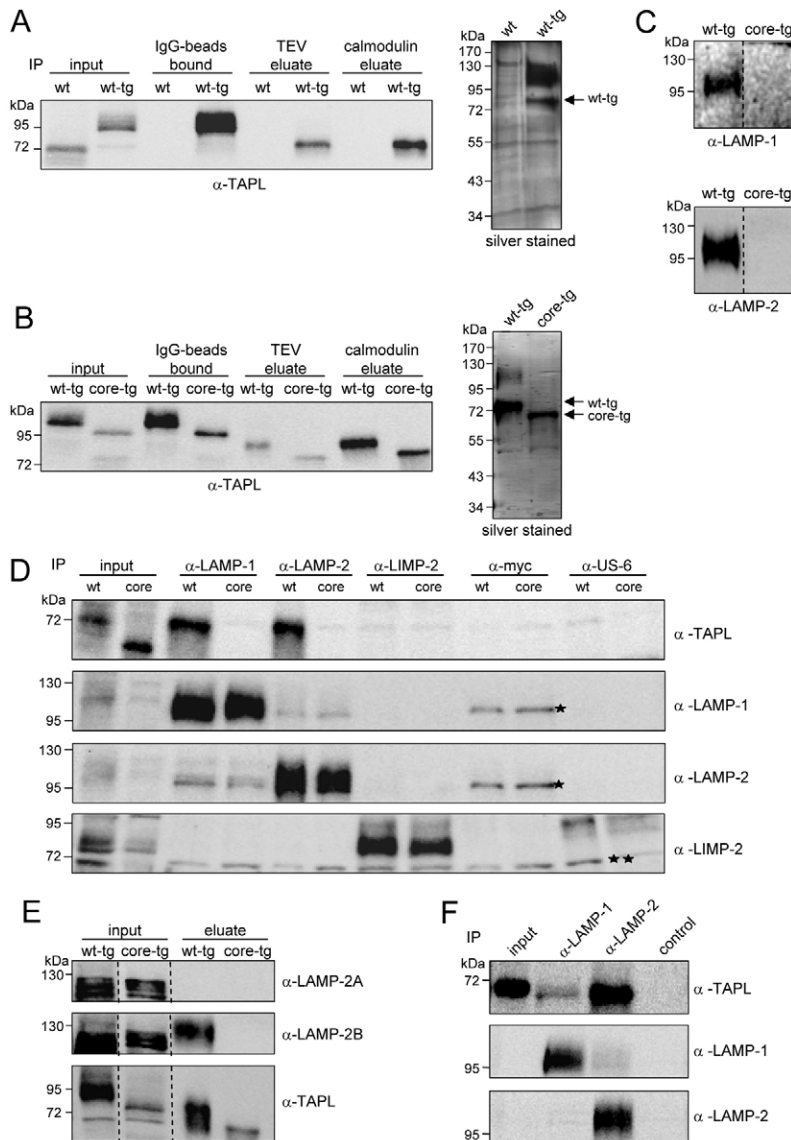 A
IP
input
IgG-beads bound
TEV eluate
calmodulin eluate
wt wt-tg wt wt-tg wt wt-tg wt wt-tg
kDa
95
72
α-TAPL
wt wt-tg
kDa
170
130
95
72
55
43
34
wt-tg
silver stained
C
wt-tg core-tg
kDa
130
95
α-LAMP-1
wt-tg core-tg
kDa
130
95
α-LAMP-2
B
input
IgG-beads bound
TEV eluate
calmodulin eluate
wt-tg core-tg wt-tg core-tg wt-tg core-tg wt-tg core-tg
kDa
95
72
α-TAPL
wt-tg core-tg
kDa
170
130
95
72
55
43
34
wt-tg
core-tg
silver stained
D
IP
input α-LAMP-1 α-LAMP-2 α-LIMP-2 α-myc α-US-6
wt core wt core wt core wt core wt core wt core
kDa
72
α-TAPL
130
95
α-LAMP-1
130
95
α-LAMP-2
95
72
α-LIMP-2
E
input eluate
wt-tg core-tg wt-tg core-tg
kDa
130
α-LAMP-2A
130
α-LAMP-2B
95
72
α-TAPL
F
IP
input α-LAMP-1 α-LAMP-2 control
kDa
72
α-TAPL
95
α-LAMP-1
95
α-LAMP-2